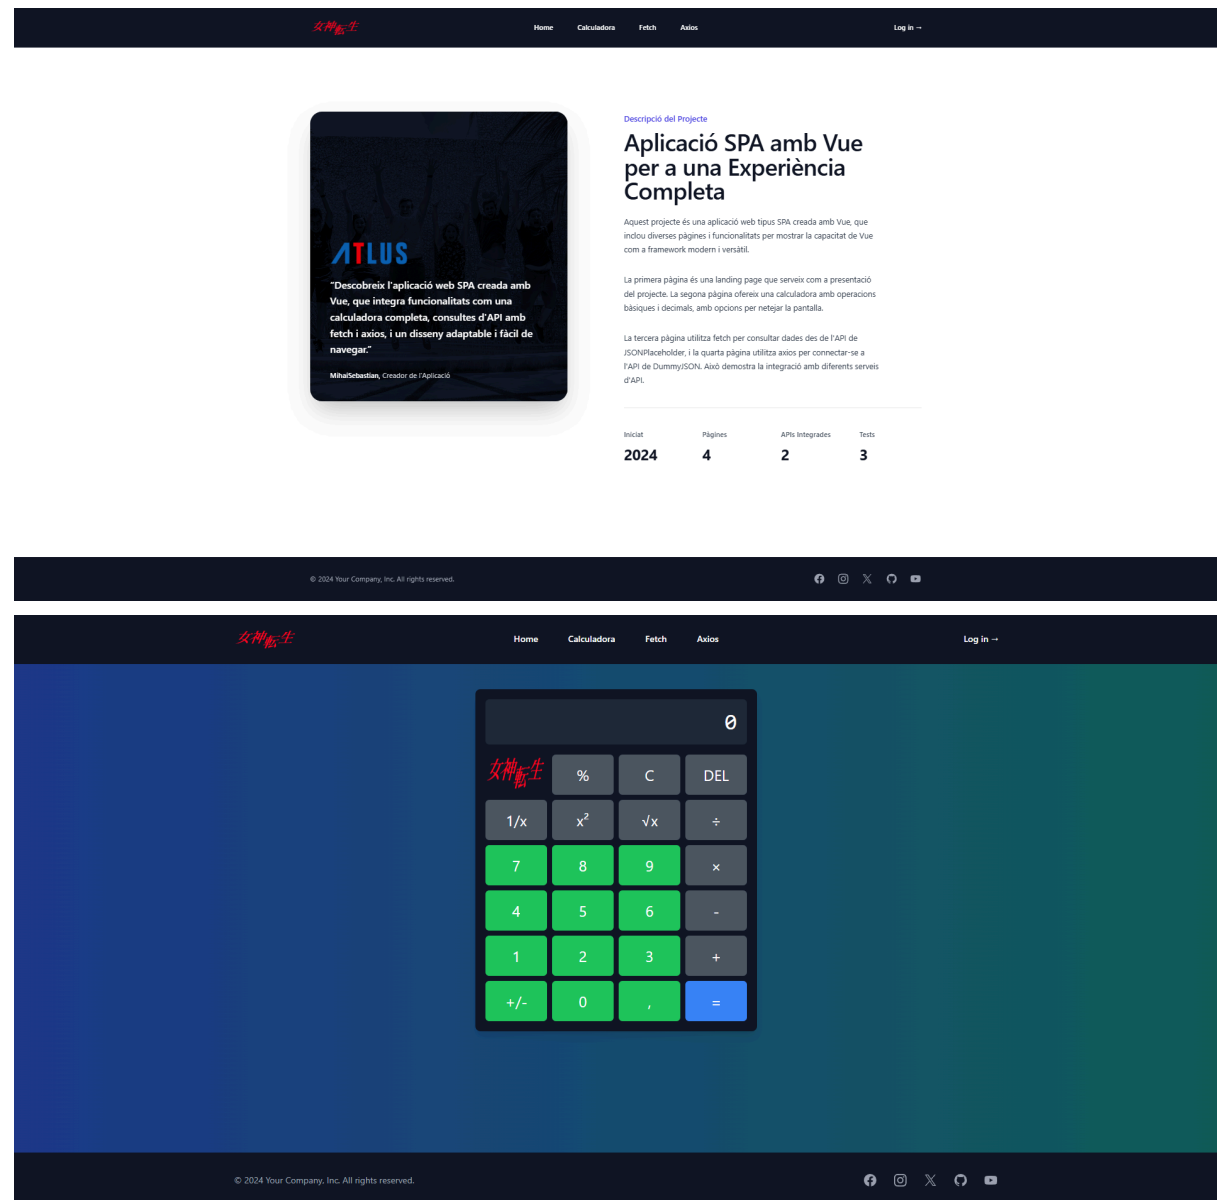 女神転生
Home Calculadora Fetch Axios
Log in →
ATLUS
“Descobreix l'aplicació web SPA creada amb
Vue, que integra funcionalitats com una
calculadora completa, consultes d'API amb
fetch i axios, i un disseny adaptable i fàcil de
navegar.”
MihaiSebastian, Creador de l'Aplicació
Descripció del Projecte
Aplicació SPA amb Vue
per a una Experiència
Completa
Aquest projecte és una aplicació web tipus SPA creada amb Vue, que
inclou diverses pàgines i funcionalitats per mostrar la capacitat de Vue
com a framework modern i versàtil.
La primera pàgina és una landing page que serveix com a presentació
del projecte. La segona pàgina ofereix una calculadora amb operacions
bàsiques i decimals, amb opcions per netejar la pantalla.
La tercera pàgina utilitza fetch per consultar dades des de l'API de
JSONPlaceholder, i la quarta pàgina utilitza axios per connectar-se a
l'API de DummyJSON. Això demostra la integració amb diferents serveis
d'API.
Iniciat Pàgines APIs Integrades Tests
2024 4 2 3
© 2024 Your Company, Inc. All rights reserved.
女神転生
Home Calculadora Fetch Axios
Log in →
0
女神転生 % C DEL
1/x x² √x ÷
7 8 9 ×
4 5 6 -
1 2 3 +
+/- 0 , =
© 2024 Your Company, Inc. All rights reserved.